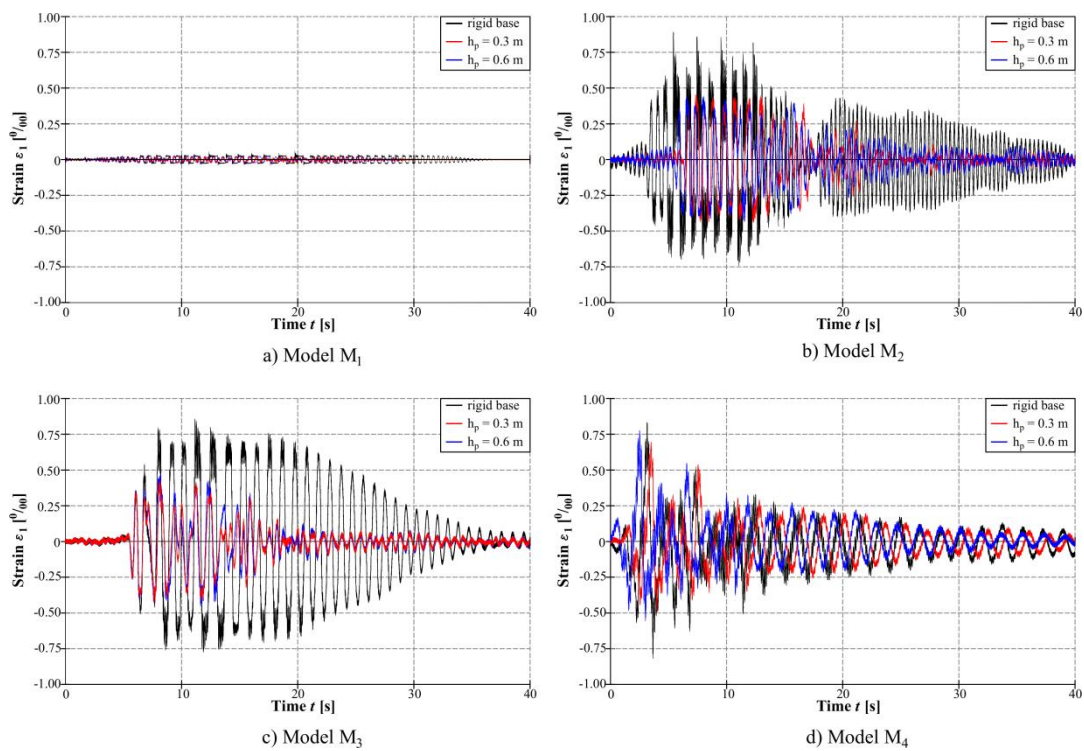 1.00
0.75
0.50
0.25
0
-0.25
-0.50
-0.75
-1.00
Strain ε₁ [⁰/₀₀]
rigid base
hₚ = 0.3 m
hₚ = 0.6 m
0 10 20 30 40
Time t [s]
a) Model M₁
1.00
0.75
0.50
0.25
0
-0.25
-0.50
-0.75
-1.00
Strain ε₁ [⁰/₀₀]
rigid base
hₚ = 0.3 m
hₚ = 0.6 m
0 10 20 30 40
Time t [s]
b) Model M₂
1.00
0.75
0.50
0.25
0
-0.25
-0.50
-0.75
-1.00
Strain ε₁ [⁰/₀₀]
rigid base
hₚ = 0.3 m
hₚ = 0.6 m
0 10 20 30 40
Time t [s]
c) Model M₃
1.00
0.75
0.50
0.25
0
-0.25
-0.50
-0.75
-1.00
Strain ε₁ [⁰/₀₀]
rigid base
hₚ = 0.3 m
hₚ = 0.6 m
0 10 20 30 40
Time t [s]
d) Model M₄